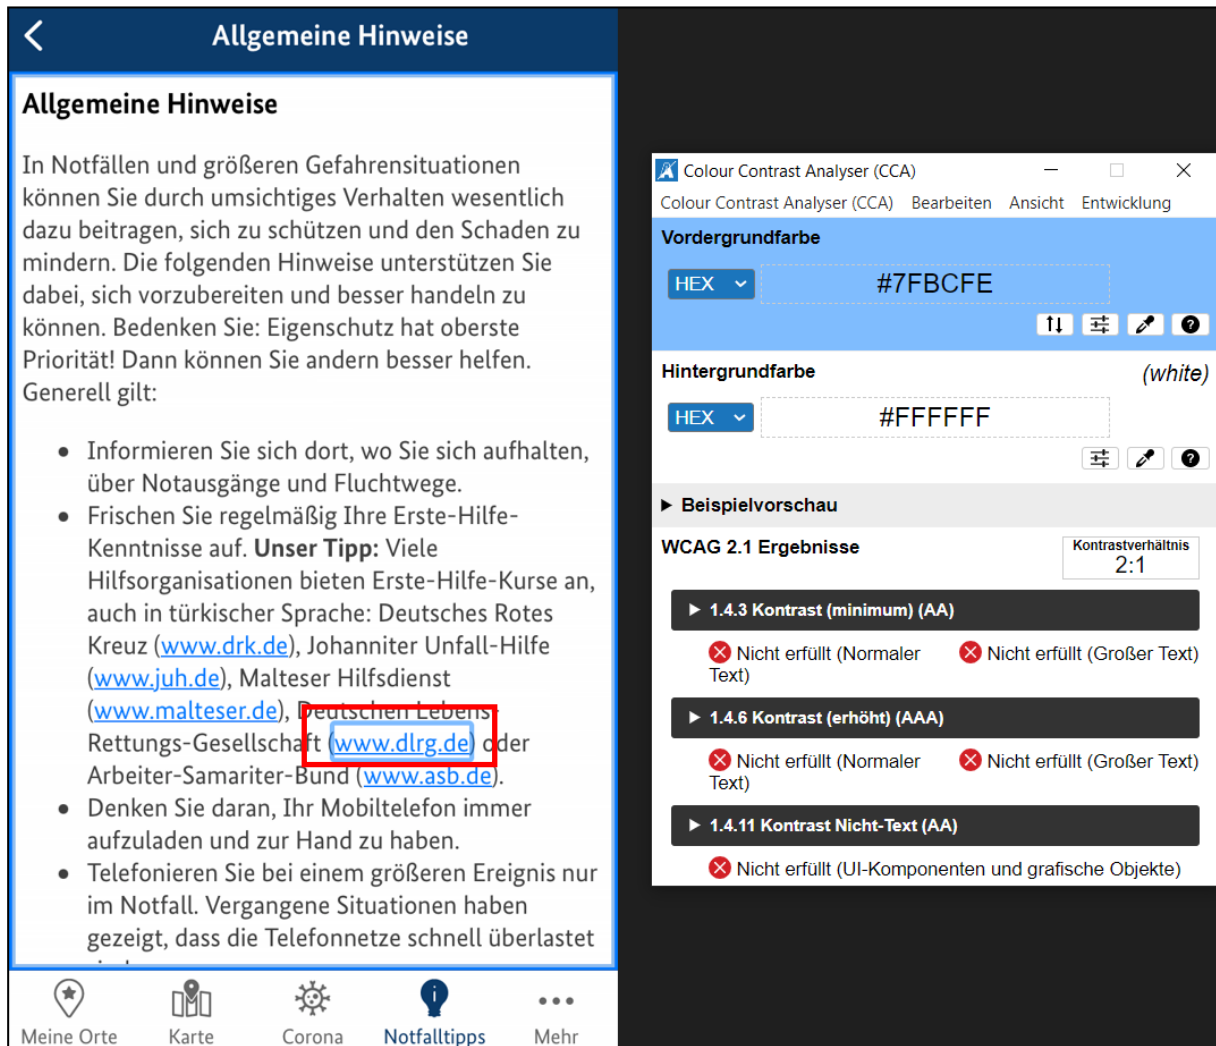 Allgemeine Hinweise
Allgemeine Hinweise
In Notfällen und größeren Gefahrensituationen
können Sie durch umsichtiges Verhalten wesentlich
dazu beitragen, sich zu schützen und den Schaden zu
mindern. Die folgenden Hinweise unterstützen Sie
dabei, sich vorzubereiten und besser handeln zu
können. Bedenken Sie: Eigenschutz hat oberste
Priorität! Dann können Sie andern besser helfen.
Generell gilt:
• Informieren Sie sich dort, wo Sie sich aufhalten,
über Notausgänge und Fluchtwege.
• Frischen Sie regelmäßig Ihre Erste-Hilfe-
Kenntnisse auf. Unser Tipp: Viele
Hilfsorganisationen bieten Erste-Hilfe-Kurse an,
auch in türkischer Sprache: Deutsches Rotes
Kreuz (www.drk.de), Johanniter Unfall-Hilfe
(www.juh.de), Malteser Hilfsdienst
(www.malteser.de), Deutschen Lebens-
Rettungs-Gesellschaft (www.dlrg.de) oder
Arbeiter-Samariter-Bund (www.asb.de).
• Denken Sie daran, Ihr Mobiltelefon immer
aufzuladen und zur Hand zu haben.
• Telefonieren Sie bei einem größeren Ereignis nur
im Notfall. Vergangene Situationen haben
gezeigt, dass die Telefonnetze schnell überlastet
Meine Orte Karte Corona Notfalltipps Mehr
Colour Contrast Analyser (CCA)
Colour Contrast Analyser (CCA) Bearbeiten Ansicht Entwicklung
Vordergrundfarbe
HEX #7FBCFE
Hintergrundfarbe (white)
HEX #FFFFFF
Beispielvorschau
WCAG 2.1 Ergebnisse
Kontrastverhältnis
2:1
1.4.3 Kontrast (minimum) (AA)
Nicht erfüllt (Normaler Text)
Nicht erfüllt (Großer Text)
1.4.6 Kontrast (erhöht) (AAA)
Nicht erfüllt (Normaler Text)
Nicht erfüllt (Großer Text)
1.4.11 Kontrast Nicht-Text (AA)
Nicht erfüllt (UI-Komponenten und grafische Objekte)